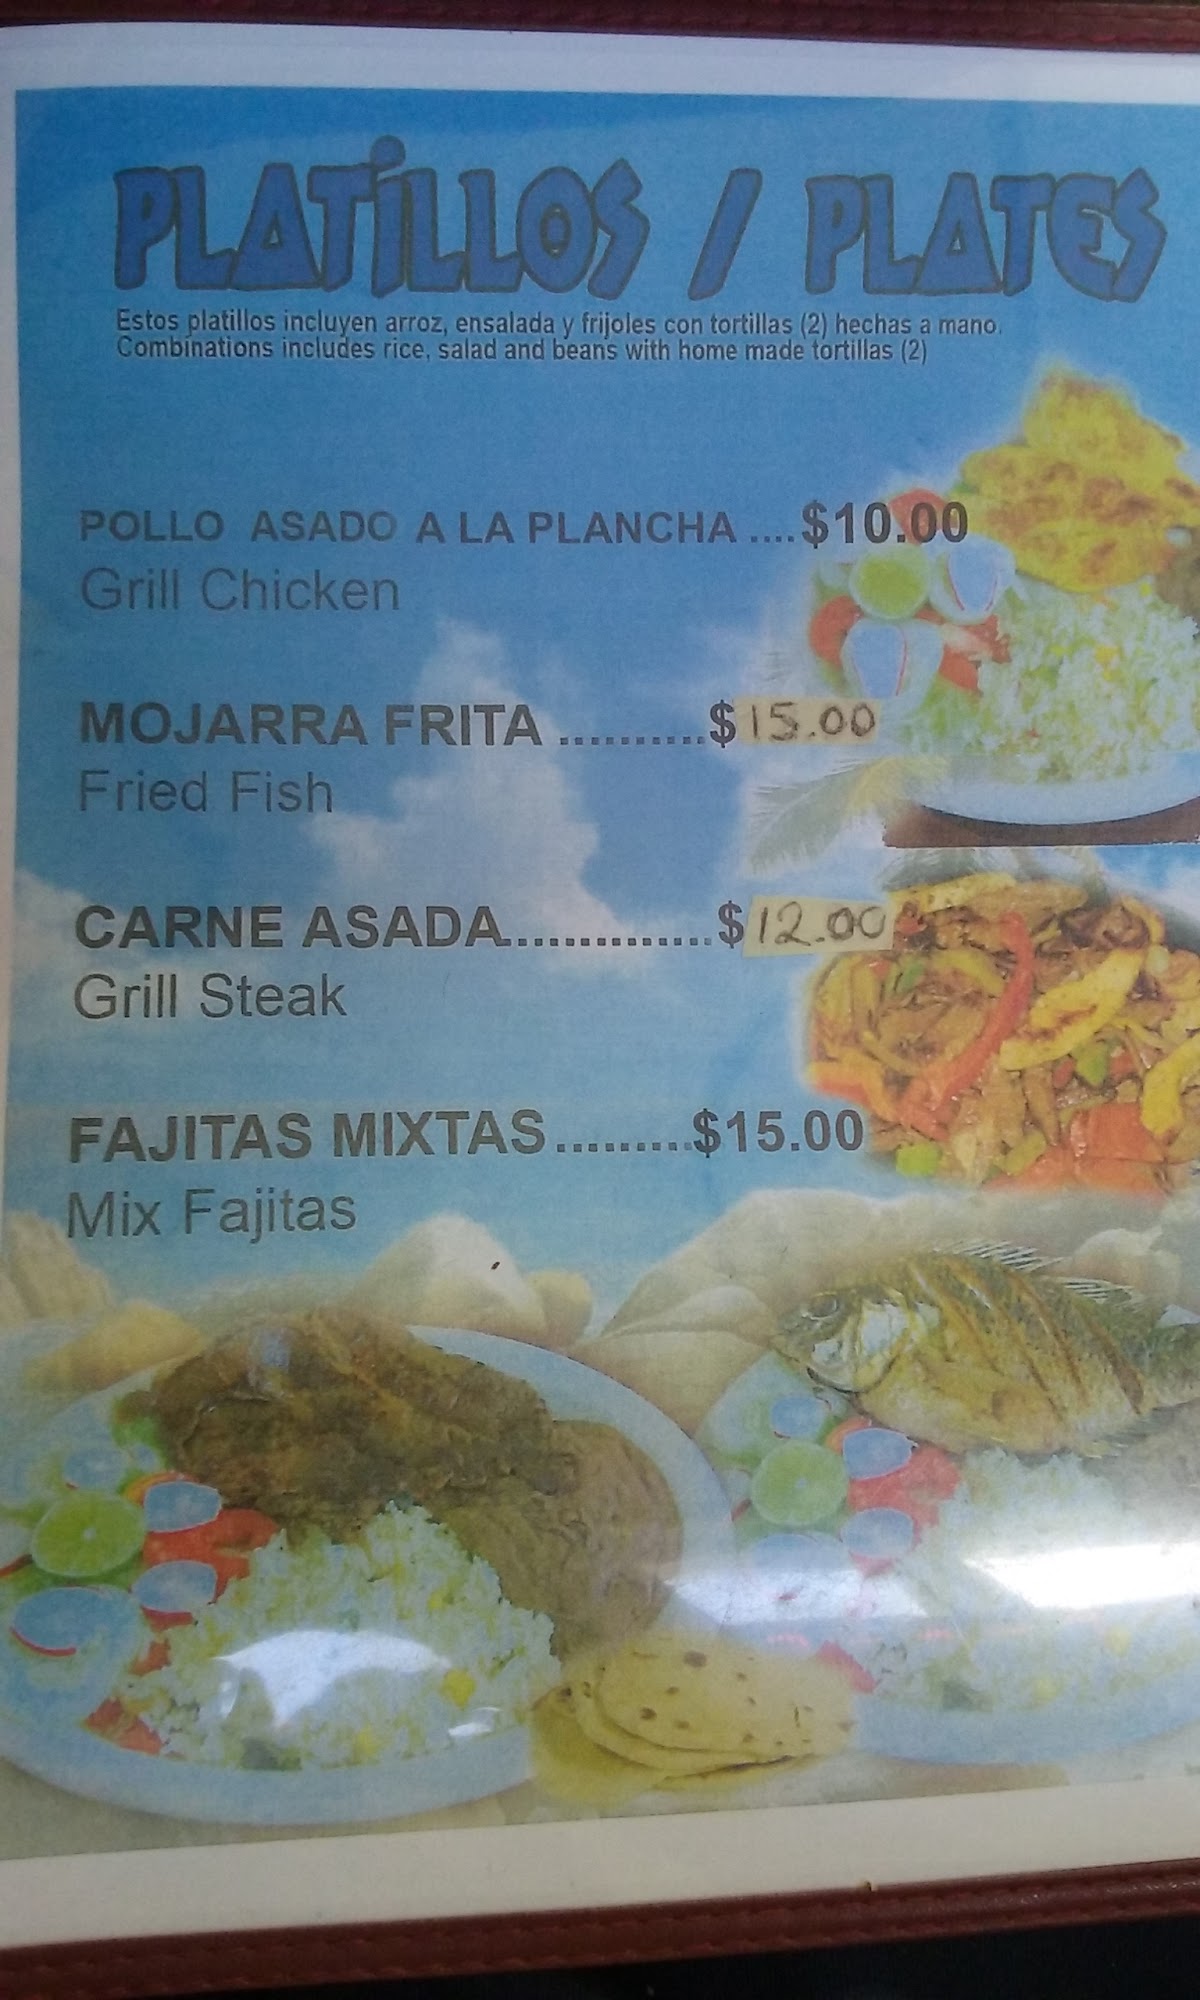 PLATiLLOS / PLATES
Estos platillos incluyen arroz, ensalada y frijoles con tortillas (2) hechas a mano.
Combinations includes rice, salad and beans with home made tortillas (2)
POLLO ASADO A LA PLANCHA ....$10.00
Grill Chicken
MOJARRA FRITA ..........$15.00
Fried Fish
CARNE ASADA..............$12.00
Grill Steak
FAJITAS MIXTAS.........$15.00
Mix Fajitas